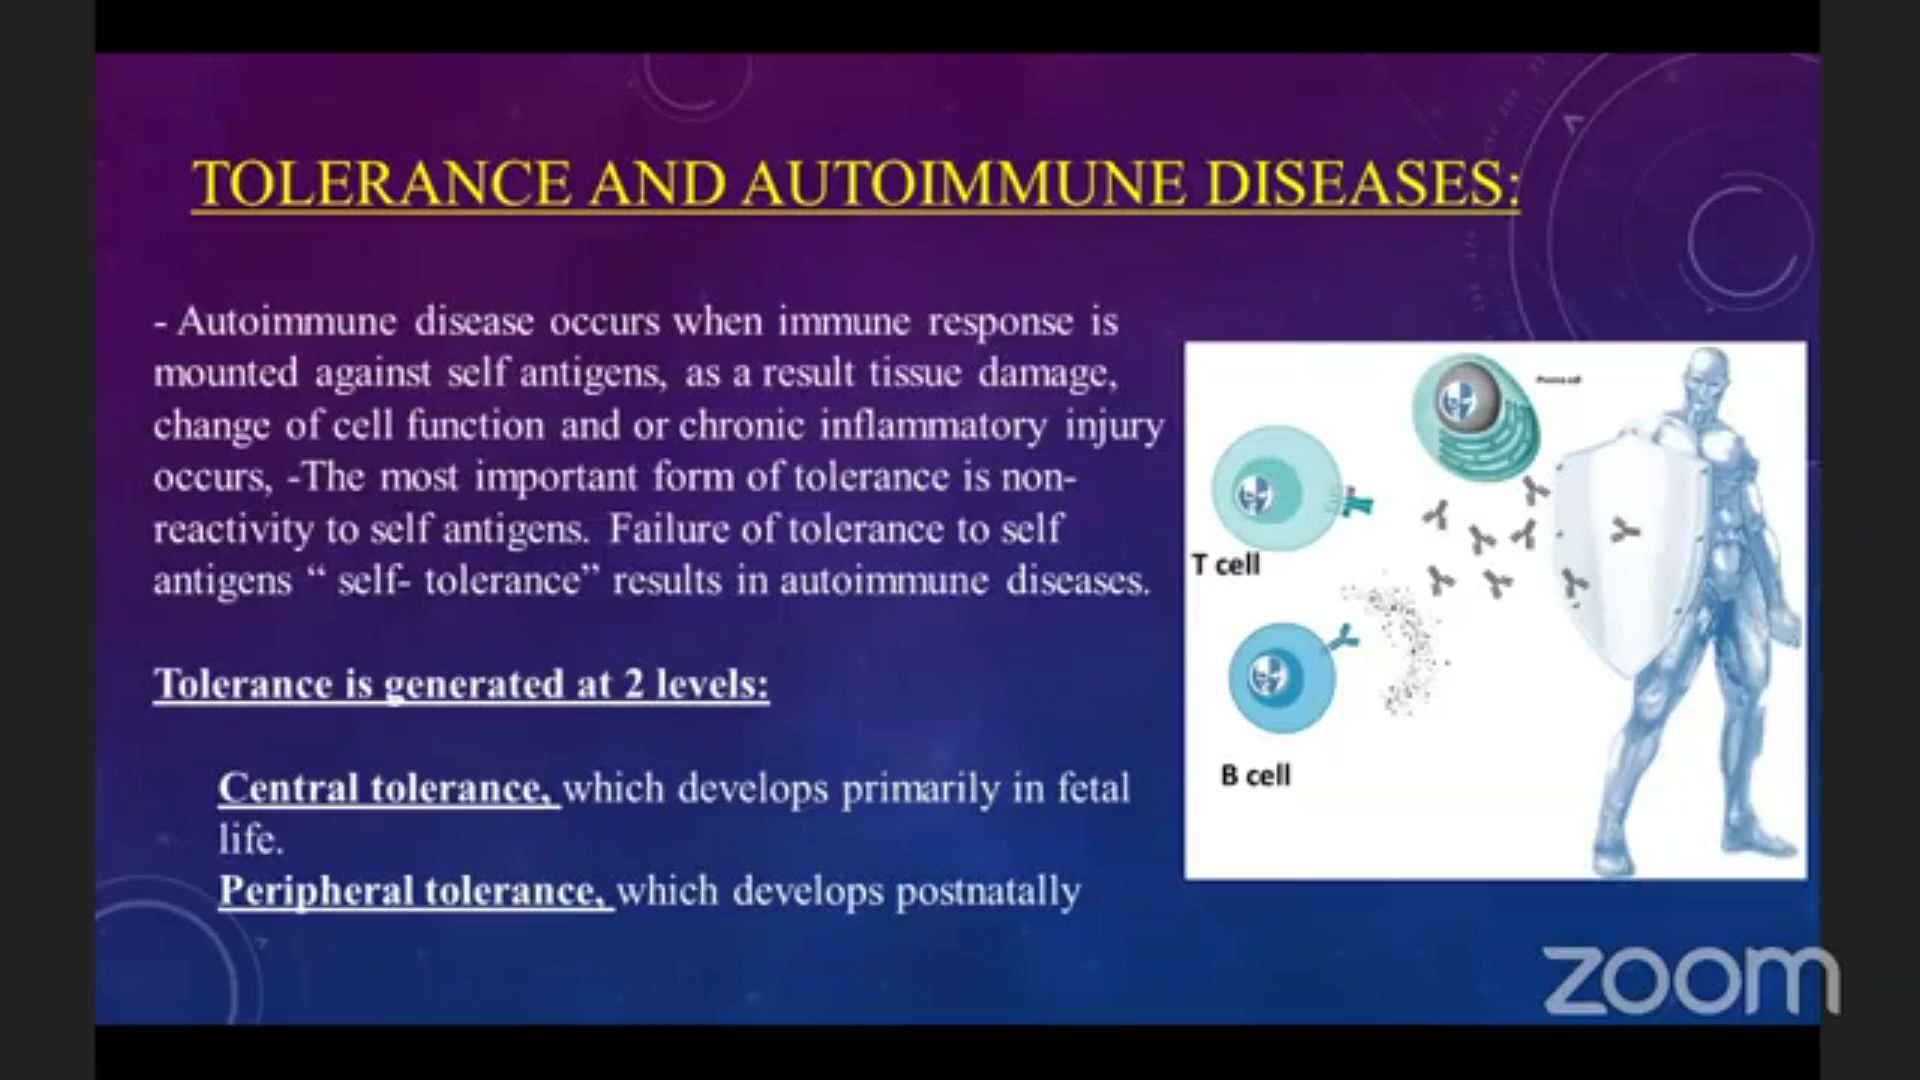 TOLERANCE AND AUTOIMMUNE DISEASES:
- Autoimmune disease occurs when immune response is
mounted against self antigens, as a result tissue damage,
change of cell function and or chronic inflammatory injury
occurs, -The most important form of tolerance is non-
reactivity to self antigens. Failure of tolerance to self
antigens “ self- tolerance” results in autoimmune diseases.
Tolerance is generated at 2 levels:
Central tolerance, which develops primarily in fetal
life.
Peripheral tolerance, which develops postnatally
T cell
B cell
zoom